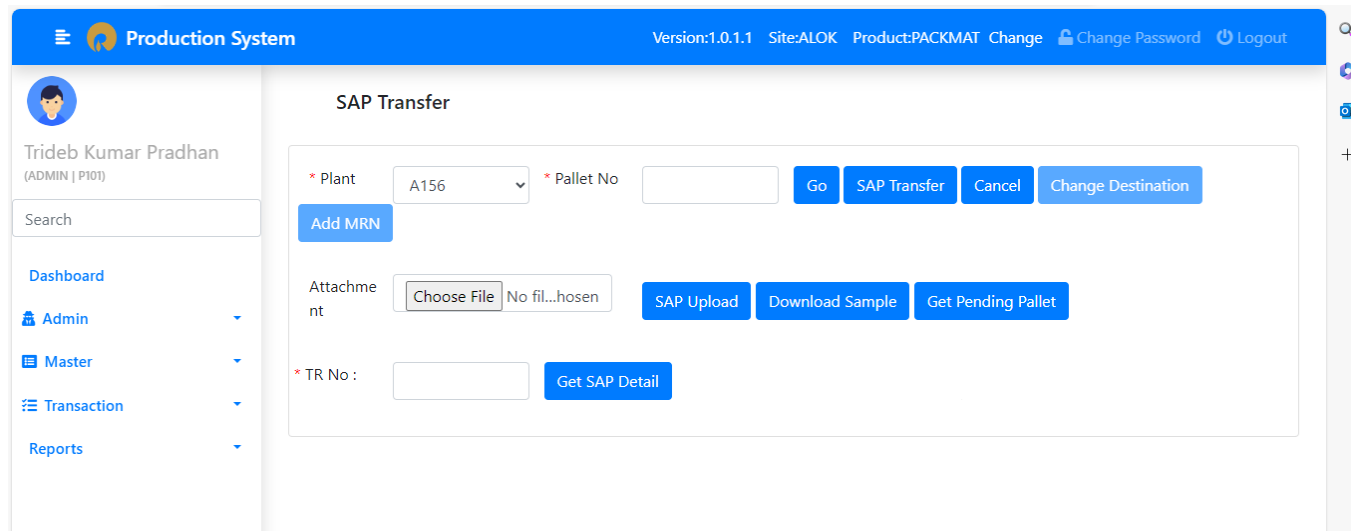 Production System
Version:1.0.1.1 Site:ALOK Product:PACKMAT Change Change Password Logout
SAP Transfer
Trideb Kumar Pradhan
(ADMIN | P101)
* Plant A156 * Pallet No Go SAP Transfer Cancel Change Destination
Search
Add MRN
Dashboard
Attachme
nt
Choose File No fil...hosen SAP Upload Download Sample Get Pending Pallet
Admin
Master
* TR No : Get SAP Detail
Transaction
Reports